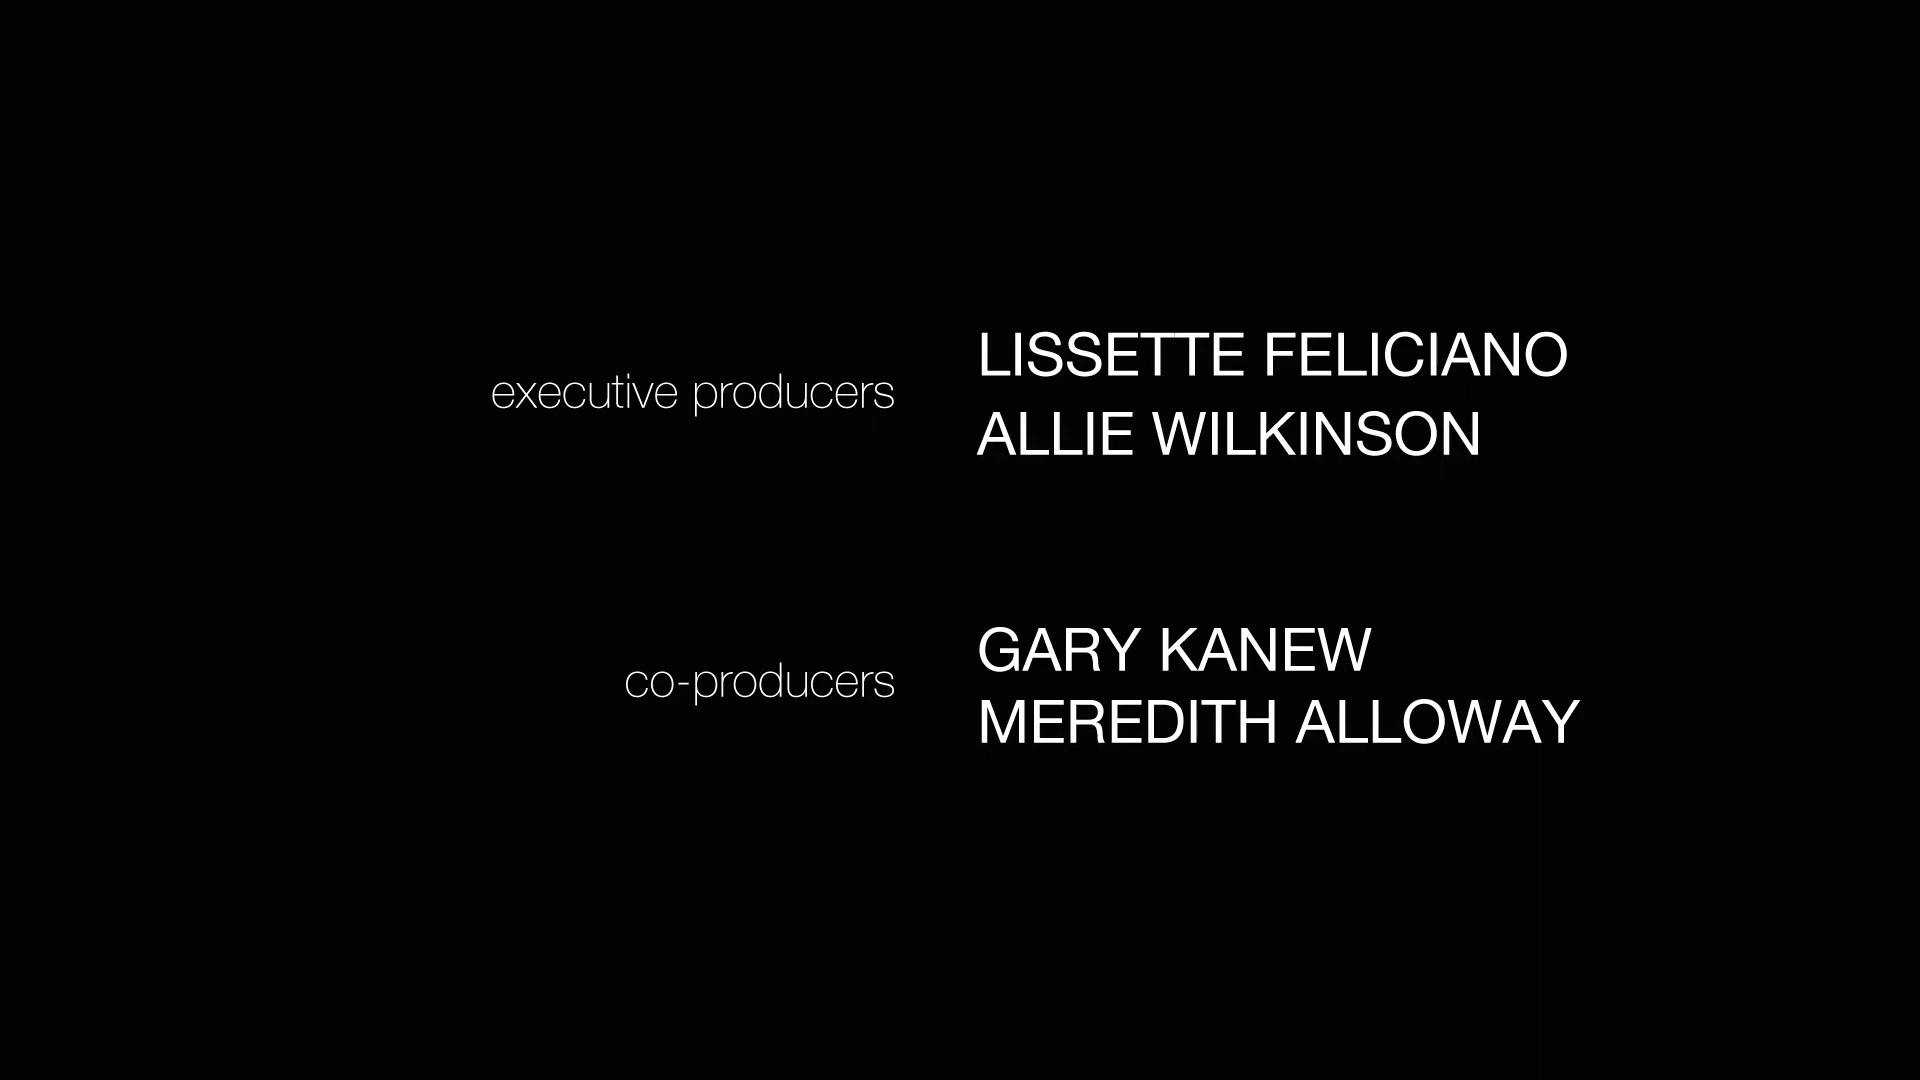 executive producers
LISSETTE FELICIANO
ALLIE WILKINSON
co-producers
GARY KANEW
MEREDITH ALLOWAY